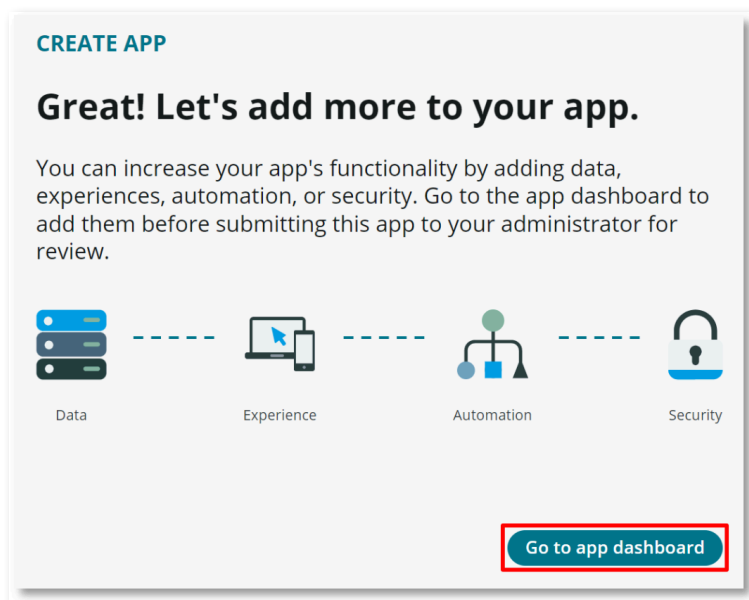 CREATE APP
Great! Let's add more to your app.
You can increase your app's functionality by adding data,
experiences, automation, or security. Go to the app dashboard to
add them before submitting this app to your administrator for
review.
Data
Experience
Automation
Security
Go to app dashboard